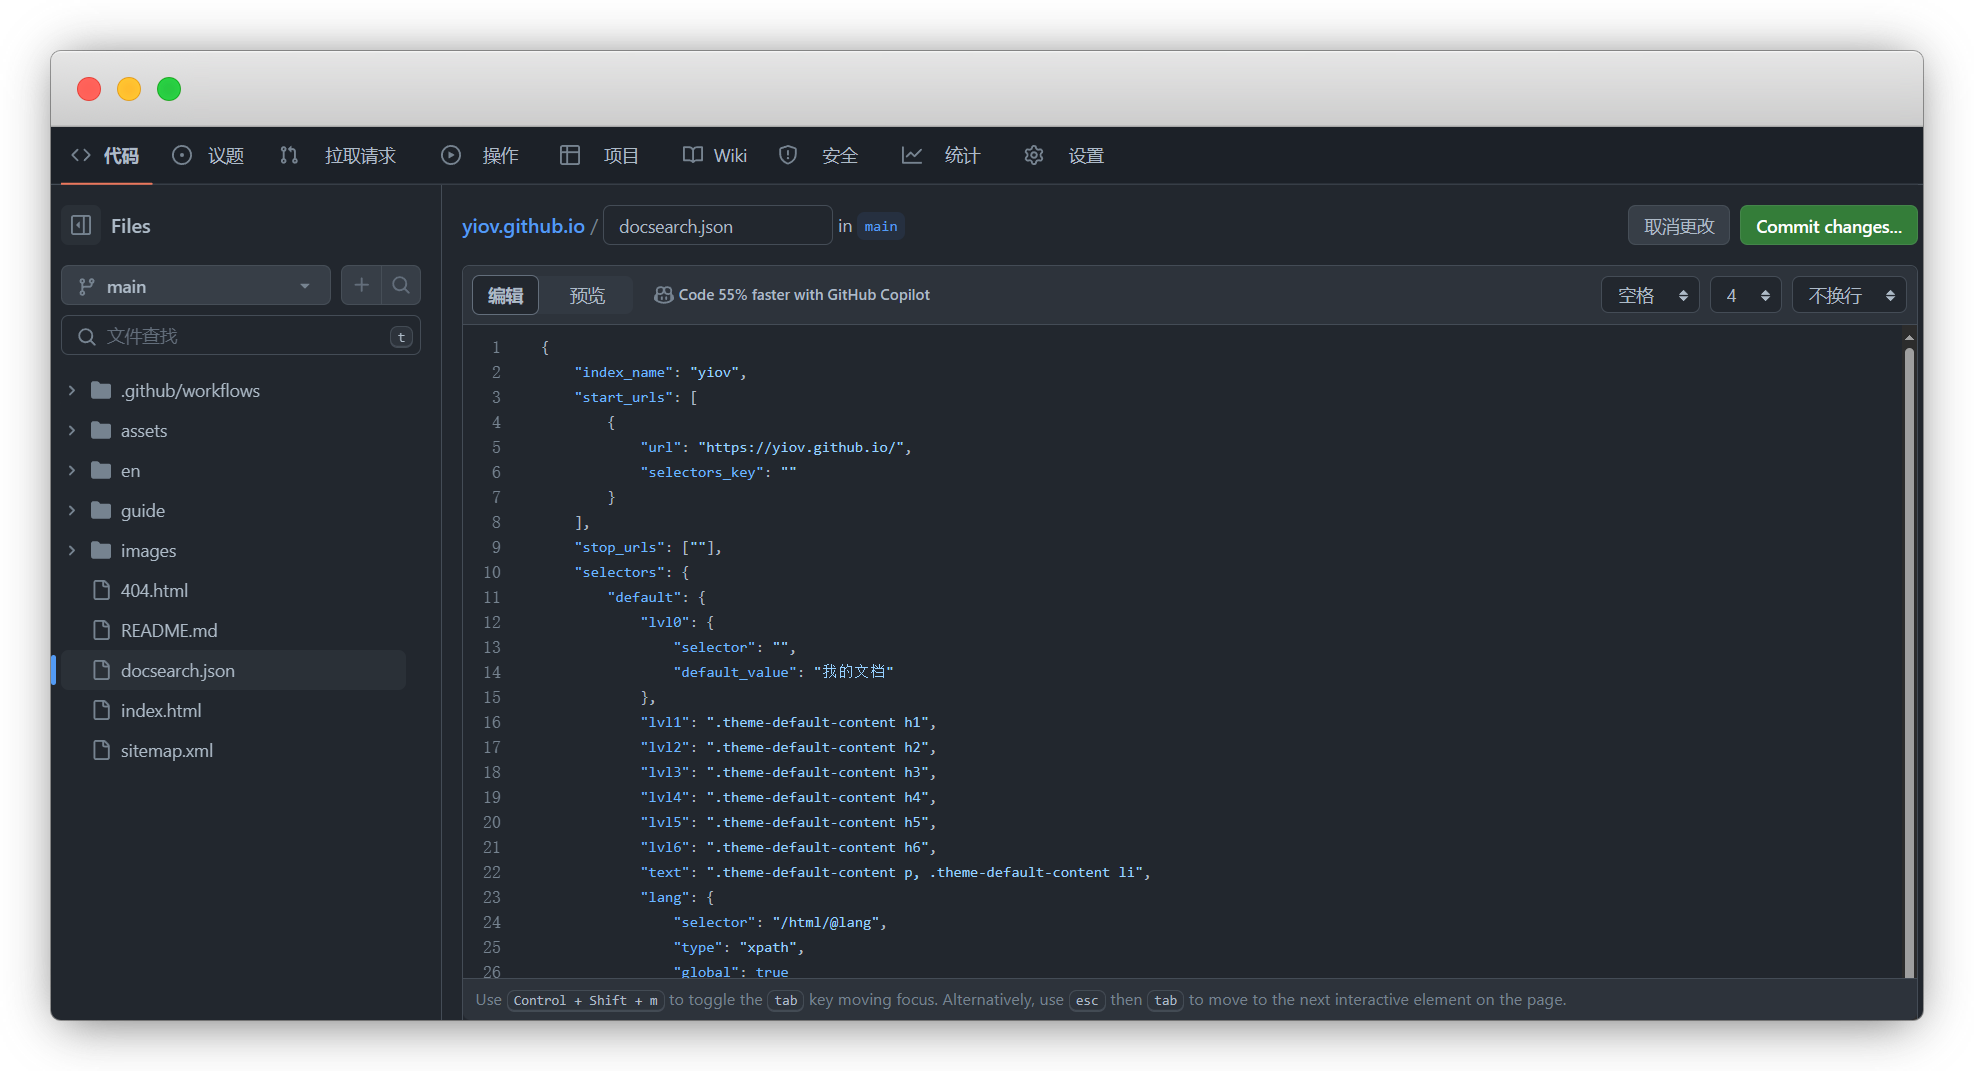 代码 议题 拉取请求 操作 项目 Wiki 安全 统计 设置
Files
main
文件查找 t
.github/workflows
assets
en
guide
images
404.html
README.md
docsearch.json
index.html
sitemap.xml
yiov.github.io / docsearch.json in main 取消更改 Commit changes...
编辑 预览 Code 55% faster with GitHub Copilot 空格 4 不换行
1 {
2 "index_name": "yiov",
3 "start_urls": [
4 {
5 "url": "https://yiov.github.io/",
6 "selectors_key": ""
7 }
8 ],
9 "stop_urls": [""],
10 "selectors": {
11 "default": {
12 "lvl0": {
13 "selector": "",
14 "default_value": "我的文档"
15 },
16 "lvl1": ".theme-default-content h1",
17 "lvl2": ".theme-default-content h2",
18 "lvl3": ".theme-default-content h3",
19 "lvl4": ".theme-default-content h4",
20 "lvl5": ".theme-default-content h5",
21 "lvl6": ".theme-default-content h6",
22 "text": ".theme-default-content p, .theme-default-content li",
23 "lang": {
24 "selector": "/html/@lang",
25 "type": "xpath",
26 "global": true
Use Control + Shift + m to toggle the tab key moving focus. Alternatively, use esc then tab to move to the next interactive element on the page.